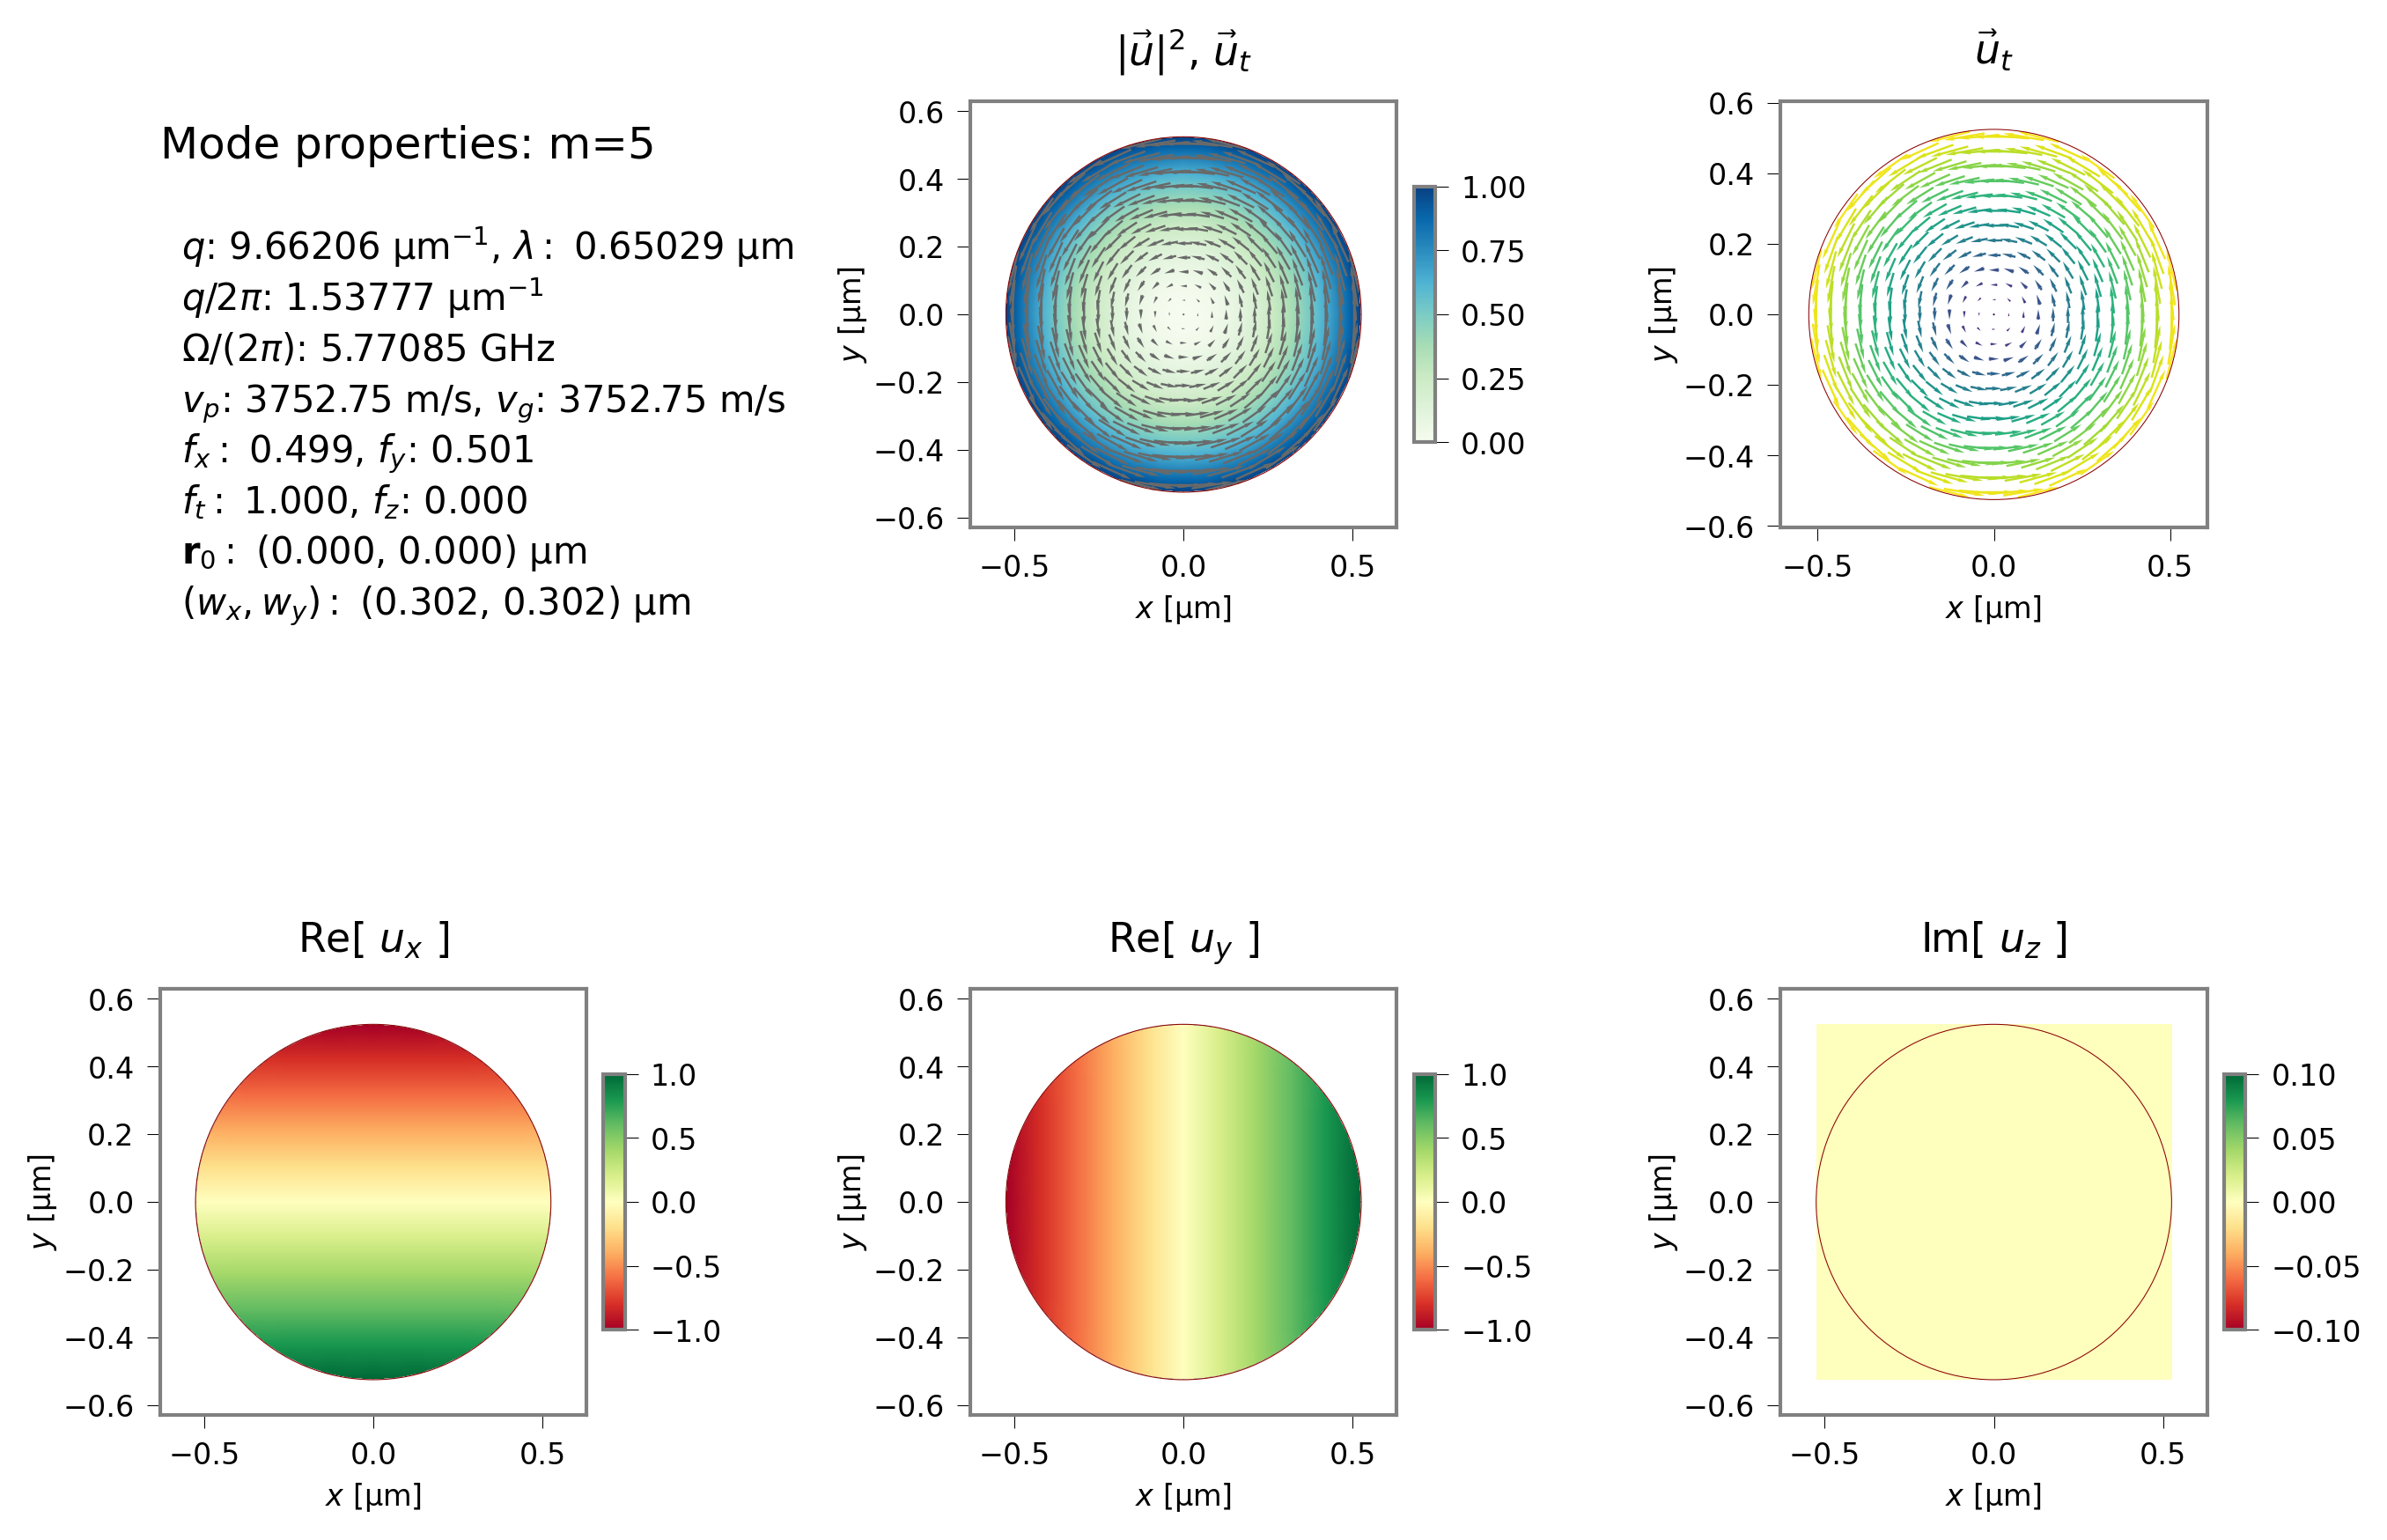 Mode properties: m=5
q: 9.66206 μm⁻¹, λ: 0.65029 μm
q/2π: 1.53777 μm⁻¹
Ω/(2π): 5.77085 GHz
vₚ: 3752.75 m/s, v_g: 3752.75 m/s
fₓ: 0.499, f_y: 0.501
f_t: 1.000, f_z: 0.000
r₀: (0.000, 0.000) μm
(wₓ, w_y): (0.302, 0.302) μm
|u⃗|², u⃗_t
0.6
0.4
0.2
0.0
−0.2
−0.4
−0.6
y [μm]
−0.5 0.0 0.5
x [μm]
1.00
0.75
0.50
0.25
0.00
u⃗_t
0.6
0.4
0.2
0.0
−0.2
−0.4
−0.6
y [μm]
−0.5 0.0 0.5
x [μm]
Re[ uₓ ]
0.6
0.4
0.2
0.0
−0.2
−0.4
−0.6
y [μm]
−0.5 0.0 0.5
x [μm]
1.0
0.5
0.0
−0.5
−1.0
Re[ u_y ]
0.6
0.4
0.2
0.0
−0.2
−0.4
−0.6
y [μm]
−0.5 0.0 0.5
x [μm]
1.0
0.5
0.0
−0.5
−1.0
Im[ u_z ]
0.6
0.4
0.2
0.0
−0.2
−0.4
−0.6
y [μm]
−0.5 0.0 0.5
x [μm]
0.10
0.05
0.00
−0.05
−0.10